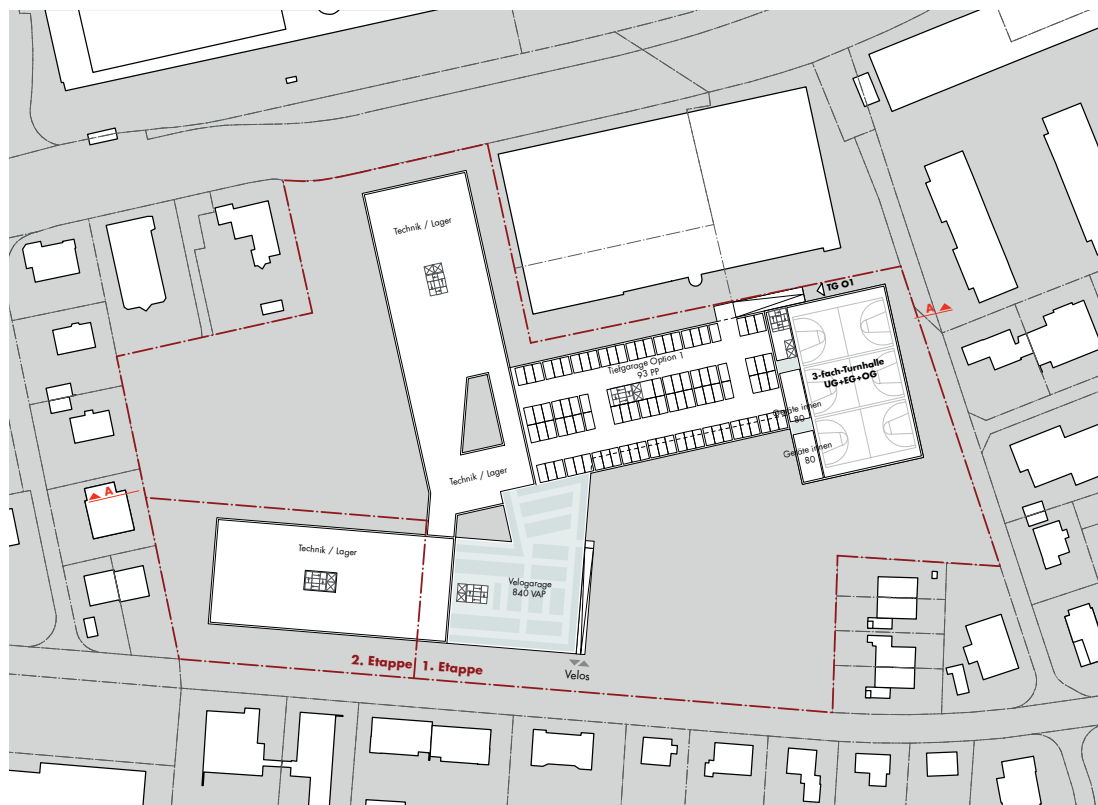 Technik / Lager
TG O1
A
Tiefgarage Option 1
93 PP
3-fach-Turnhalle
UG+EG+OG
Geräte innen
80
Geräte innen
80
Technik / Lager
A
Technik / Lager
Velogarage
840 VAP
2. Etappe
1. Etappe
Velos